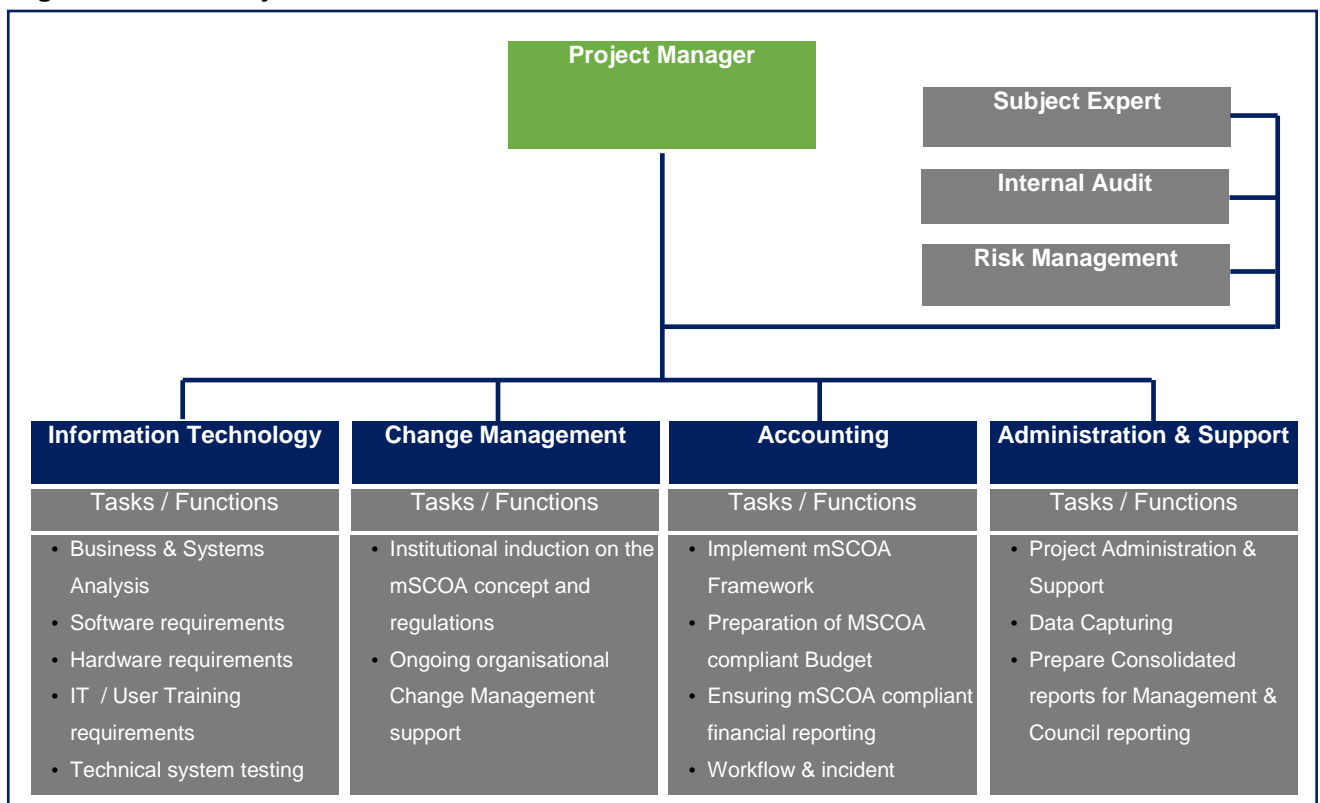 Project Manager
Subject Expert
Internal Audit
Risk Management
Information Technology
Tasks / Functions
• Business & Systems
Analysis
• Software requirements
• Hardware requirements
• IT / User Training
requirements
• Technical system testing
Change Management
Tasks / Functions
• Institutional induction on the
mSCOA concept and
regulations
• Ongoing organisational
Change Management
support
Accounting
Tasks / Functions
• Implement mSCOA
Framework
• Preparation of MSCOA
compliant Budget
• Ensuring mSCOA compliant
financial reporting
• Workflow & incident
Administration & Support
Tasks / Functions
• Project Administration &
Support
• Data Capturing
• Prepare Consolidated
reports for Management &
Council reporting